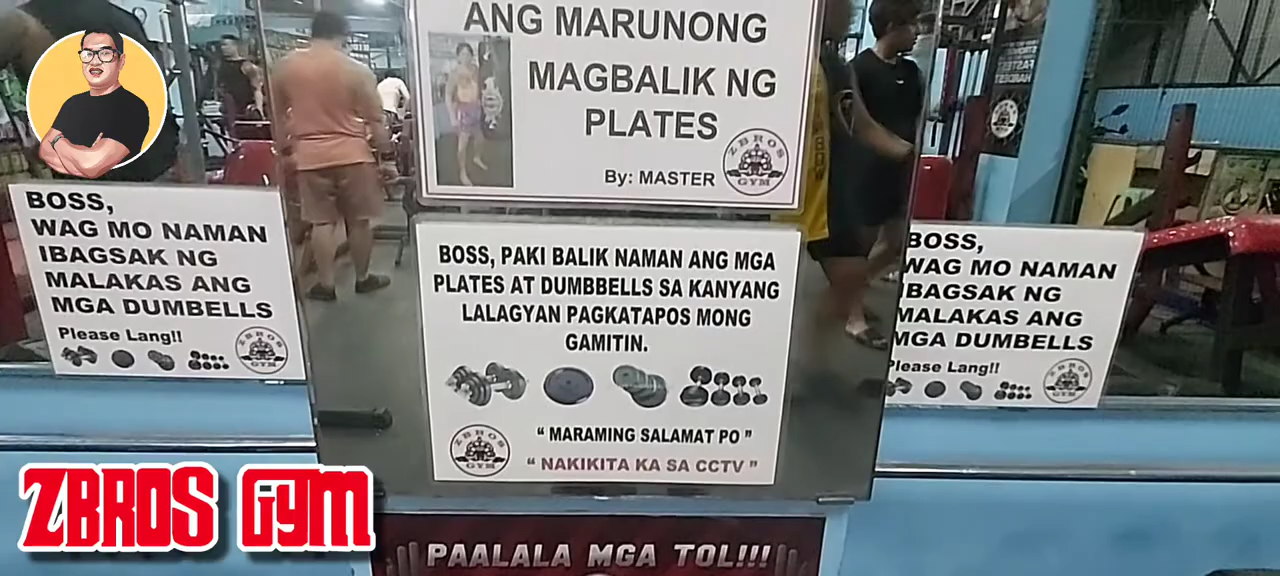 ANG MARUNONG
MAGBALIK NG
PLATES
By: MASTER
ZBROS
GYM
BOSS,
WAG MO NAMAN
IBAGSAK NG
MALAKAS ANG
MGA DUMBELLS
Please Lang!!
BOSS, PAKI BALIK NAMAN ANG MGA
PLATES AT DUMBBELLS SA KANYANG
LALAGYAN PAGKATAPOS MONG
GAMITIN.
ZBROS
GYM
“ MARAMING SALAMAT PO ”
“ NAKIKITA KA SA CCTV ”
BOSS,
WAG MO NAMAN
IBAGSAK NG
MALAKAS ANG
MGA DUMBELLS
Please Lang!!
ZBROS GYM
PAALALA MGA TOL!!!